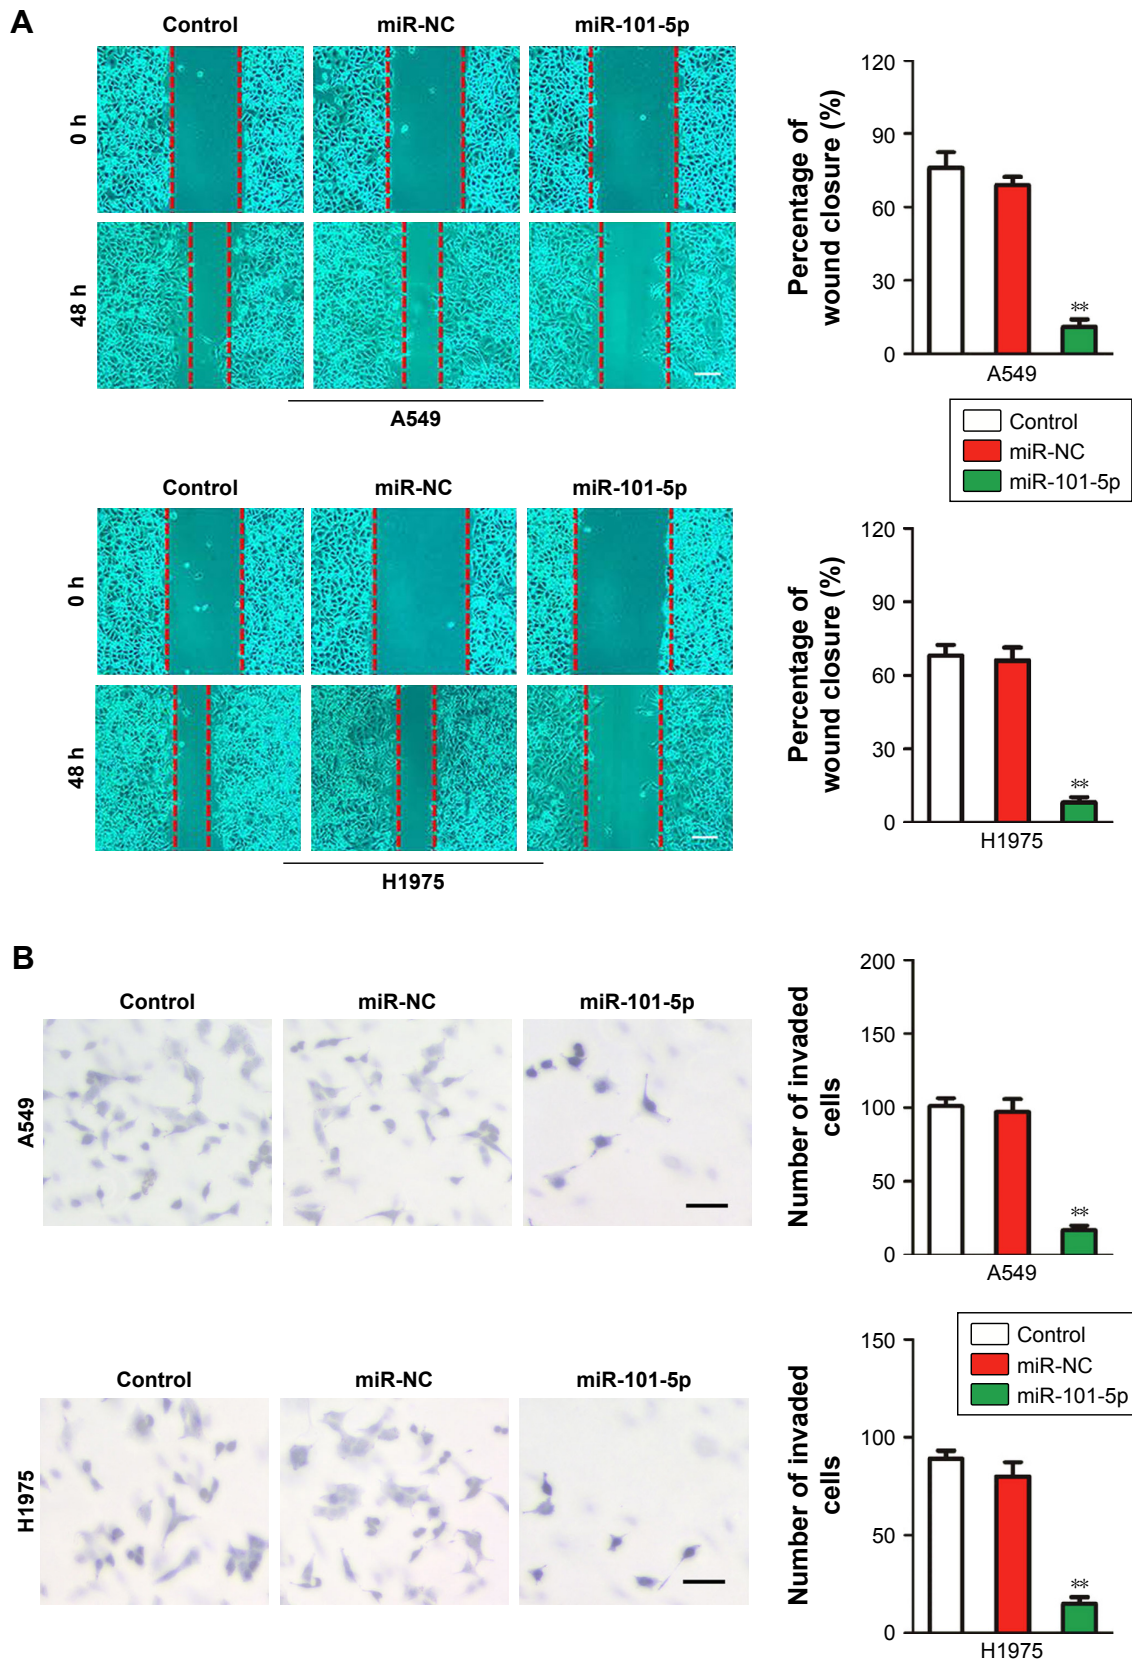 A
Control
miR-NC
miR-101-5p
0 h
48 h
A549
Percentage of
wound closure (%)
120
90
60
30
0
**
A549
Control
miR-NC
miR-101-5p
Control
miR-NC
miR-101-5p
0 h
48 h
H1975
Percentage of
wound closure (%)
120
90
60
30
0
**
H1975
B
Control
miR-NC
miR-101-5p
A549
Number of invaded
cells
200
150
100
50
0
**
A549
Control
miR-NC
miR-101-5p
Control
miR-NC
miR-101-5p
H1975
Number of invaded
cells
150
100
50
0
**
H1975